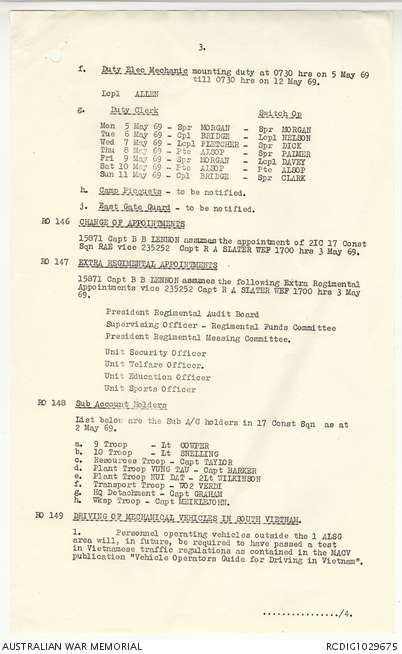 3.
f. Duty Elec Mechanic mounting duty at 0730 hrs on 5 May 69
till 0730 hrs on 12 May 69.
Lcpl ALLEN
g. Duty Clerk Switch Op
Mon 5 May 69 - Spr MORGAN - Spr MORGAN
Tue 6 May 69 - Cpl BRIDGE - Lcpl NELSON
Wed 7 May 69 - Lcpl PLETCHER - Spr DICK
Thu 8 May 69 - Pte ALSOP - Spr PALMER
Fri 9 May 69 - Spr MORGAN - Lcpl DAVEY
Sat 10 May 69 - Pte ALSOP - Pte ALSOP
Sun 11 May 69 - Cpl BRIDGE - Spr CLARK
h. Camp Picquets - to be notified.
j. East Gate Guard - to be notified.
RO 146 CHANGE OF APPOINTMENTS
15871 Capt B B LENNON assumes the appointment of 2IC 17 Const
Sqn RAE vice 235252 Capt R A SLATER WEF 1700 hrs 3 May 69.
RO 147 EXTRA REGIMENTAL APPOINTMENTS
15871 Capt B B LENNON assumes the following Extra Regimental
Appointments vice 235252 Capt R A SLATER WEF 1700 hrs 3 May
69.
President Regimental Audit Board
Supervising Officer - Regimental Funds Committee
President Regimental Messing Committee.
Unit Security Officer
Unit Welfare Officer.
Unit Education Officer
Unit Sports Officer
RO 148 Sub Account Holders
List below are the Sub A/C holders in 17 Const Sqn as at
2 May 69.
a. 9 Troop - Lt COWPER
b. 10 Troop - Lt SNELLING
c. Resources Troop - Capt TAYLOR
d. Plant Troop VUNG TAU - Capt BARKER
e. Plant Troop NUI DAT - 2Lt WILKINSON
f. Transport Troop - WO2 VERDI
g. HQ Detachment - Capt GRAHAM
h. Wksp Troop - Capt MEIKLEJOHN.
RO 149 DRIVING OF MECHANICAL VEHICLES IN SOUTH VIETNAM.
1. Personnel operating vehicles outside the 1 ALSG
area will, in future, be required to have passed a test
in Vietnamese traffic regulations as contained in the MACV
publication "Vehicle Operators Guide for Driving in Vietnam".
................/4.
AUSTRALIAN WAR MEMORIAL RCDIG1029675